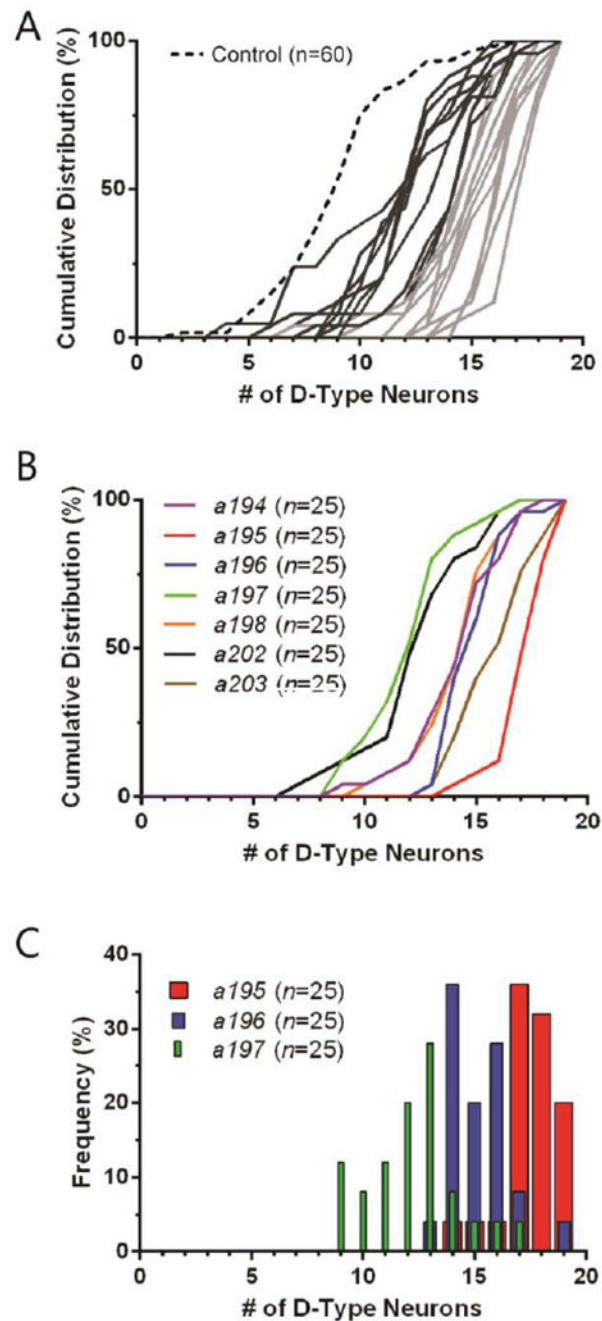 A
Cumulative Distribution (%)
100
50
0
Control (n=60)
0 5 10 15 20
# of D-Type Neurons
B
Cumulative Distribution (%)
100
50
0
a194 (n=25)
a195 (n=25)
a196 (n=25)
a197 (n=25)
a198 (n=25)
a202 (n=25)
a203 (n=25)
0 5 10 15 20
# of D-Type Neurons
C
Frequency (%)
40
30
20
10
0
a195 (n=25)
a196 (n=25)
a197 (n=25)
0 5 10 15 20
# of D-Type Neurons